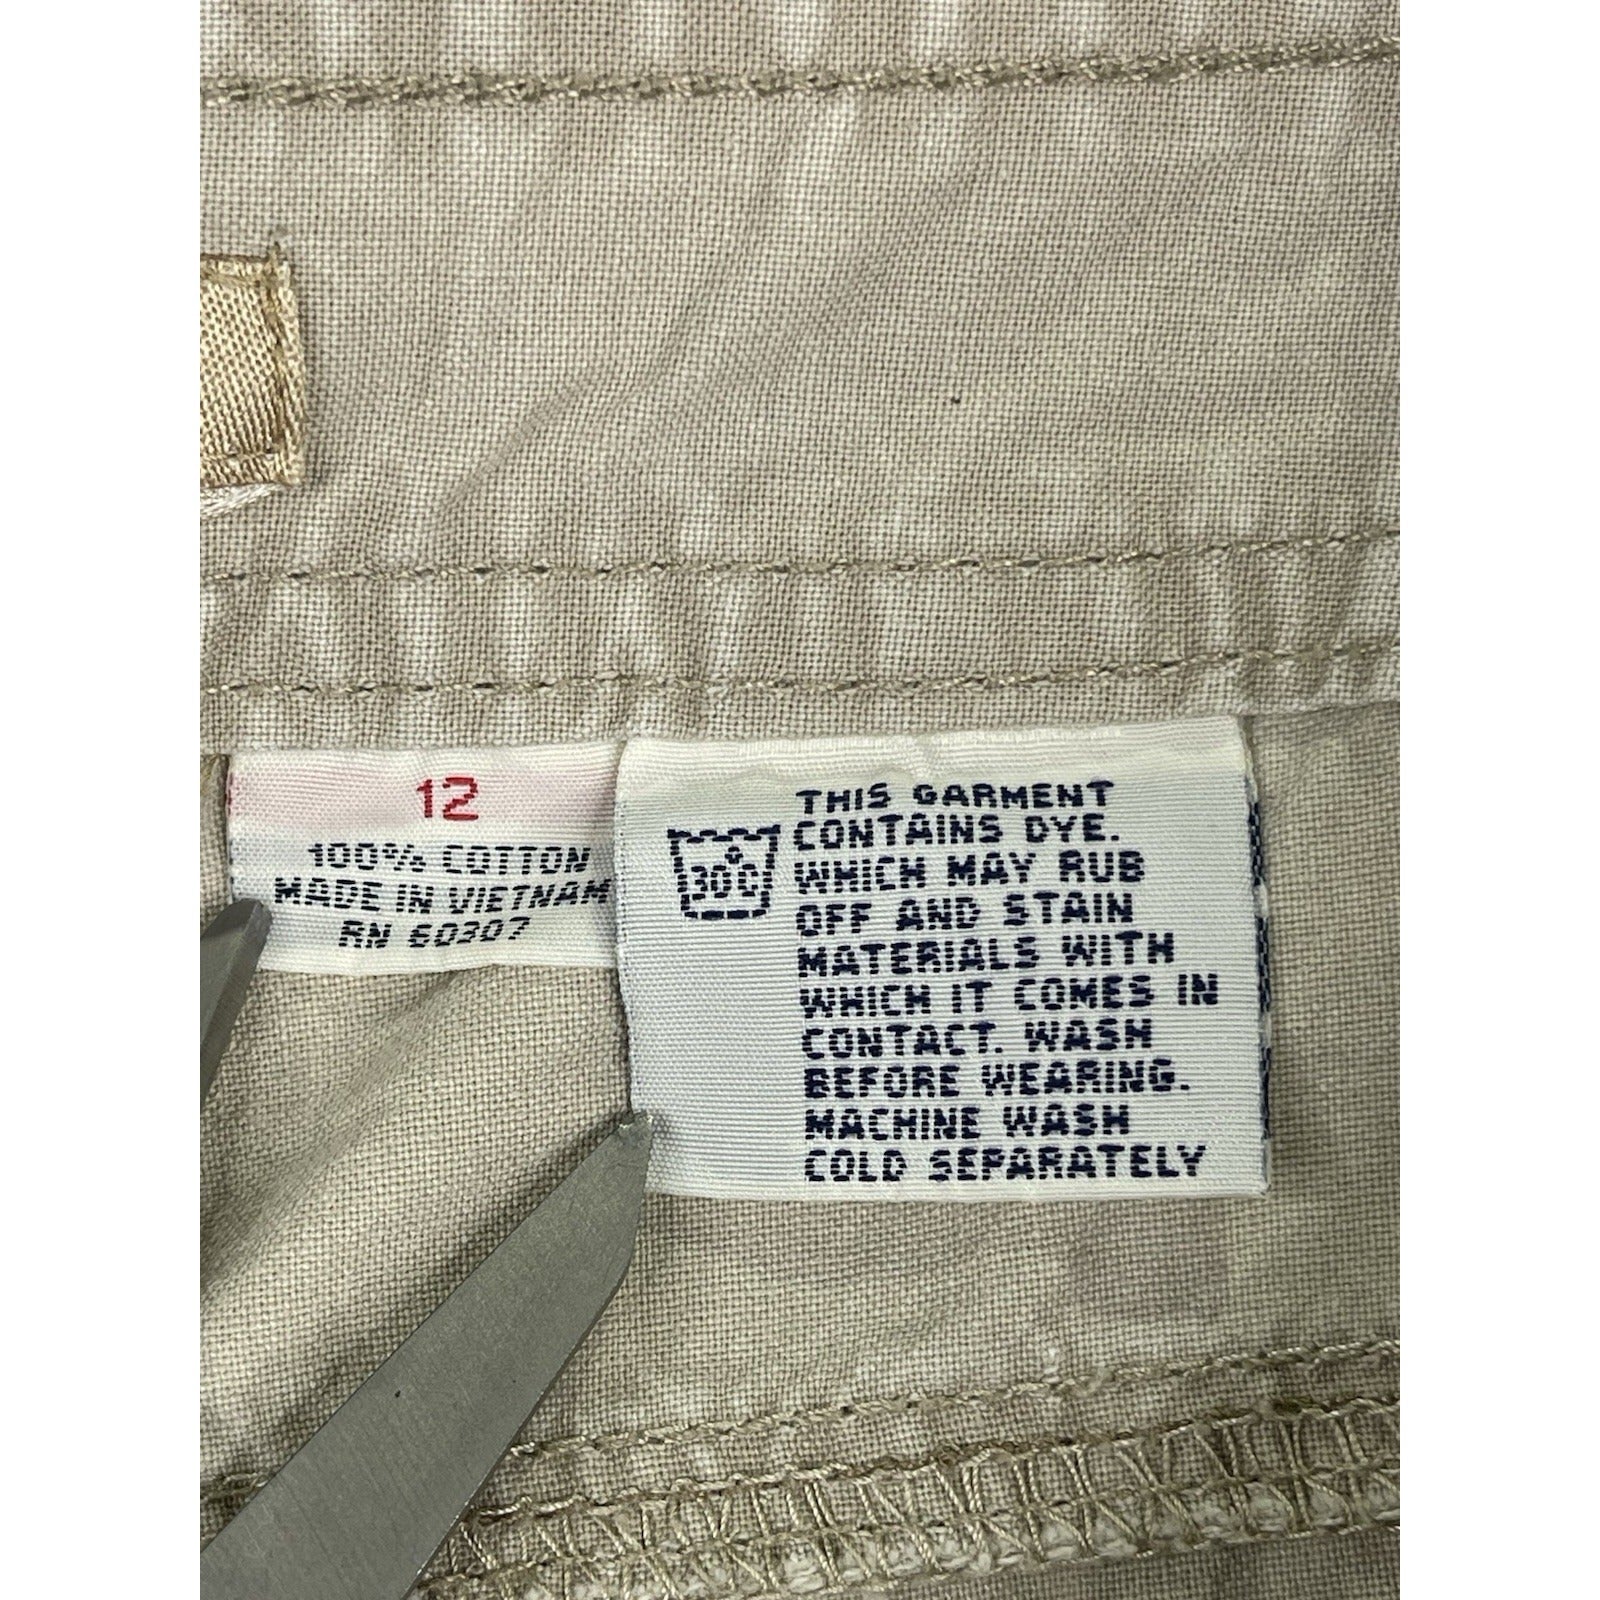 12
100% COTTON
MADE IN VIETNAM
RN 60307
30°C
THIS GARMENT
CONTAINS DYE.
WHICH MAY RUB
OFF AND STAIN
MATERIALS WITH
WHICH IT COMES IN
CONTACT. WASH
BEFORE WEARING.
MACHINE WASH
COLD SEPARATELY